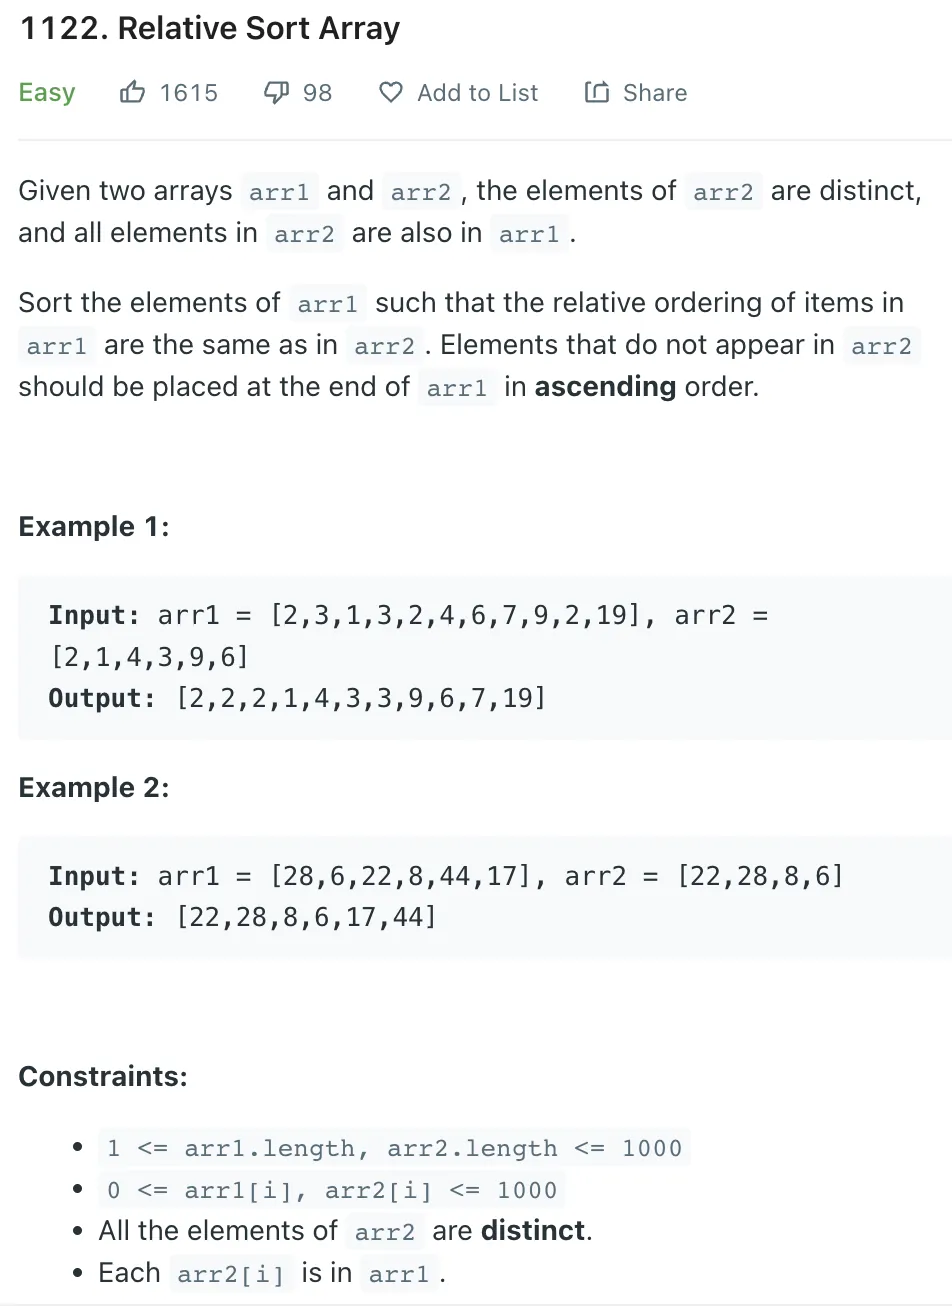 1122. Relative Sort Array
Easy 1615 98 Add to List Share
Given two arrays arr1 and arr2 , the elements of arr2 are distinct,
and all elements in arr2 are also in arr1 .
Sort the elements of arr1 such that the relative ordering of items in
arr1 are the same as in arr2 . Elements that do not appear in arr2
should be placed at the end of arr1 in ascending order.
Example 1:
Input: arr1 = [2,3,1,3,2,4,6,7,9,2,19], arr2 =
[2,1,4,3,9,6]
Output: [2,2,2,1,4,3,3,9,6,7,19]
Example 2:
Input: arr1 = [28,6,22,8,44,17], arr2 = [22,28,8,6]
Output: [22,28,8,6,17,44]
Constraints:
• 1 <= arr1.length, arr2.length <= 1000
• 0 <= arr1[i], arr2[i] <= 1000
• All the elements of arr2 are distinct.
• Each arr2[i] is in arr1 .